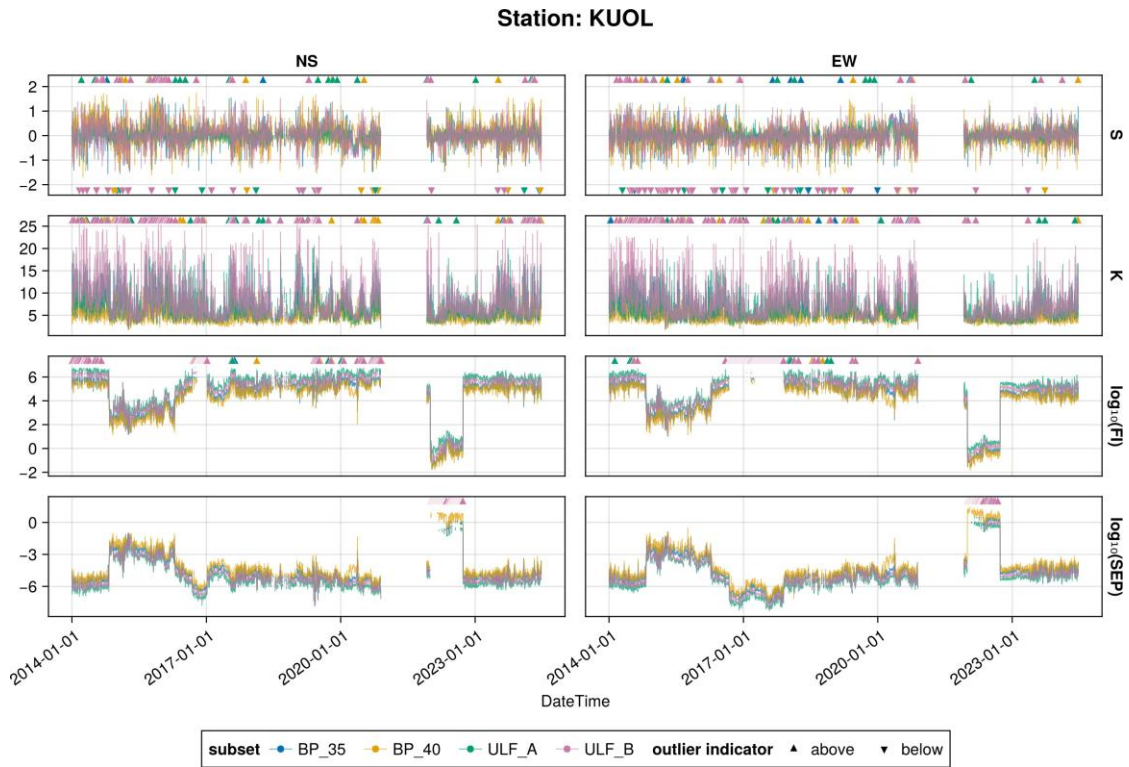 Station: KUOL
NS
EW
2
1
0
−1
−2
S
25
20
15
10
5
K
6
4
2
0
−2
log₁₀(FI)
0
−3
−6
log₁₀(SEP)
2014-01-01
2017-01-01
2020-01-01
2023-01-01
2014-01-01
2017-01-01
2020-01-01
2023-01-01
DateTime
subset BP_35 BP_40 ULF_A ULF_B outlier indicator above below